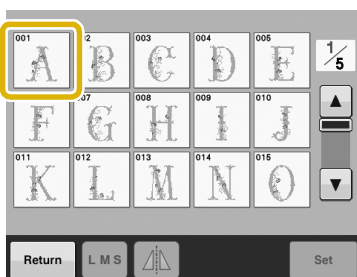 001 2 003 004 005
A B C D E
1/5
07 008 009 010
F G H I J
011 012 013 014 015
K L M N O
Return L M S Set